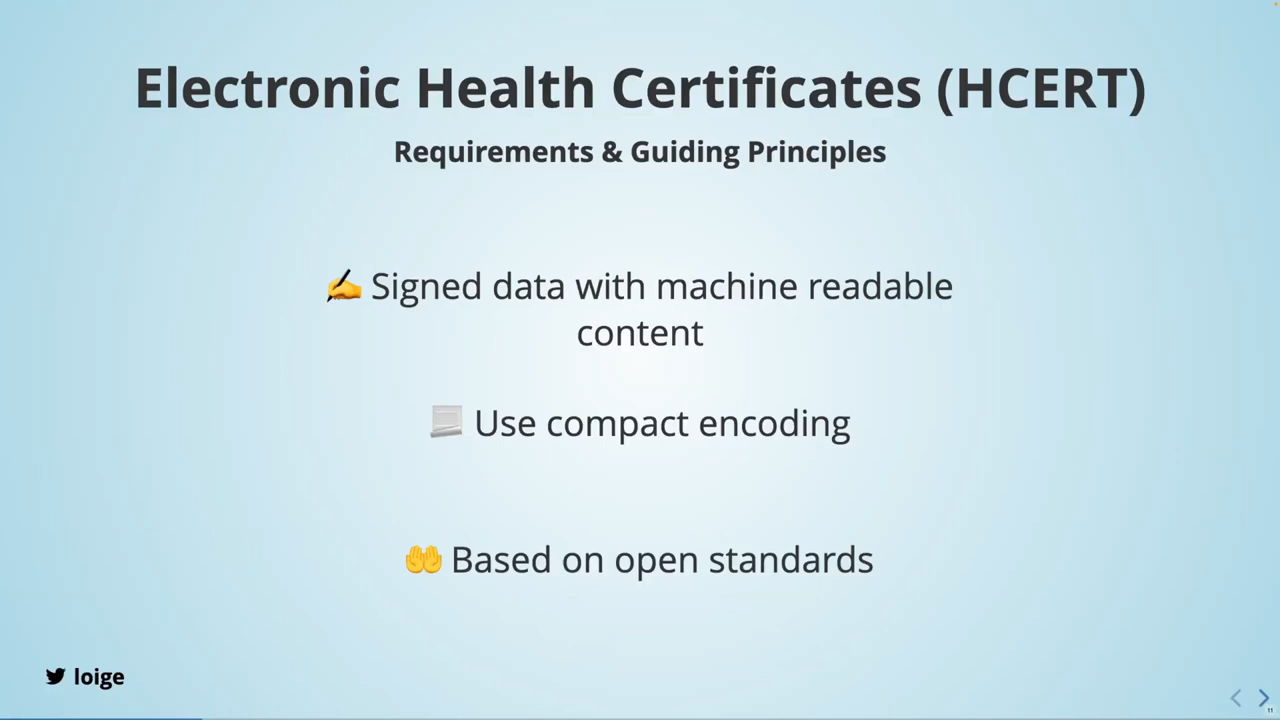 Electronic Health Certificates (HCERT)
Requirements & Guiding Principles
✍️ Signed data with machine readable
content
📜 Use compact encoding
🤲 Based on open standards
loige
11